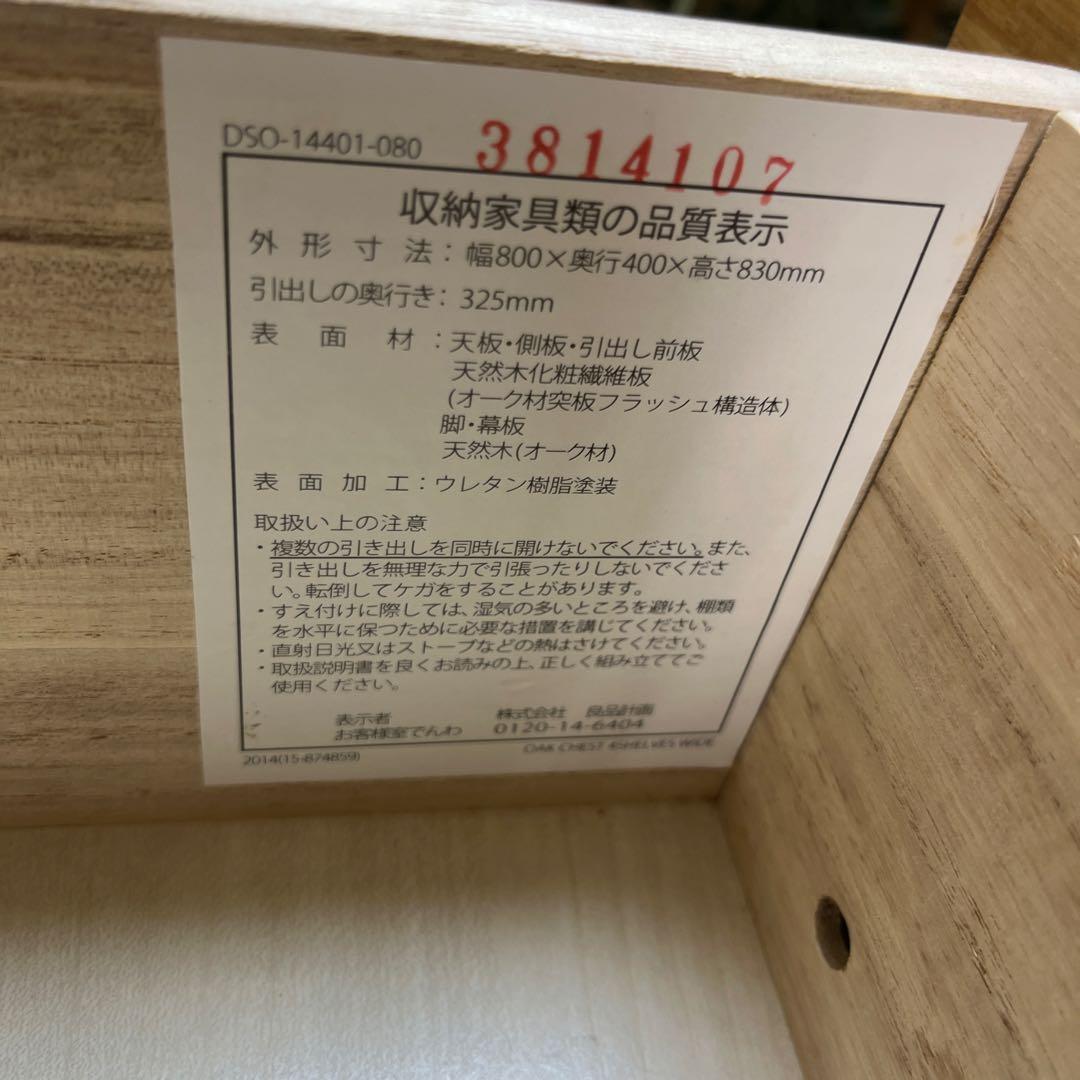 DSO-14401-080
3814107
収納家具類の品質表示
外形寸法：幅800×奥行400×高さ830mm
引出しの奥行き：325mm
表面材：天板・側板・引出し前板
天然木化粧繊維板
(オーク材突板フラッシュ構造体)
脚・幕板
天然木(オーク材)
表面加工：ウレタン樹脂塗装
取扱い上の注意
・複数の引き出しを同時に開けないでください。また、
引き出しを無理な力で引張ったりしないでくださ
い。転倒してケガをすることがあります。
・すえ付けに際しては、湿気の多いところを避け、棚類
を水平に保つために必要な措置を講じてください。
・直射日光又はストーブなどの熱はさけてください。
・取扱説明書を良くお読みの上、正しく組み立ててご
使用ください。
表示者 株式会社 良品計画
お客様室でんわ 0120-14-6404
2014(15-874859)
OAK CHEST 4SHELVES WIDE